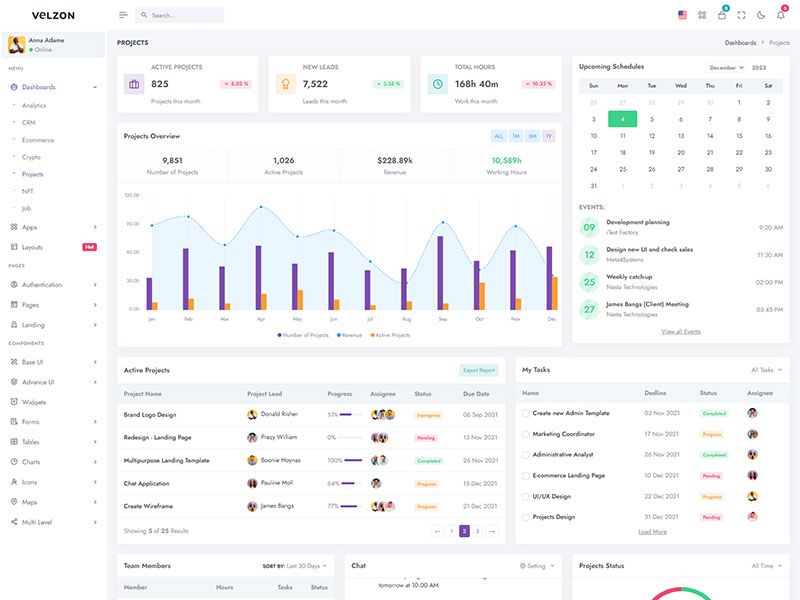 VELZON
Search...
5
3
Anna Adame
Online
MENU
Dashboards
Analytics
CRM
Ecommerce
Crypto
Projects
NFT
Job
Apps
Layouts Hot
PAGES
Authentication
Pages
Landing
COMPONENTS
Base UI
Advance UI
Widgets
Forms
Tables
Charts
Icons
Maps
Multi Level
PROJECTS
Dashboards Projects
ACTIVE PROJECTS
825 5.02 %
Projects this month
NEW LEADS
7,522 3.58 %
Leads this month
TOTAL HOURS
168h 40m 10.35 %
Work this month
Projects Overview
ALL 1M 6M 1Y
9,851 1,026 $228.89k 10,589h
Number of Projects Active Projects Revenue Working Hours
120.00
90.00
60.00
30.00
0.00
Jan Feb Mar Apr May Jun Jul Aug Sep Oct Nov Dec
Number of Projects Revenue Active Projects
Upcoming Schedules
December 2023
Sun Mon Tue Wed Thu Fri Sat
26 27 28 29 30 1 2
3 4 5 6 7 8 9
10 11 12 13 14 15 16
17 18 19 20 21 22 23
24 25 26 27 28 29 30
31 1 2 3 4 5 6
EVENTS:
09 Development planning
iTest Factory 9:20 AM
12 Design new UI and check sales
Meta4Systems 11:30 AM
25 Weekly catch-up
Nesta Technologies 02:00 PM
27 James Bangs (Client) Meeting
Nesta Technologies 03:45 PM
View all Events
Active Projects
Export Report
Project Name Project Lead Progress Assignee Status Due Date
Brand Logo Design Donald Risher 53% Inprogress 06 Sep 2021
Redesign - Landing Page Prezy William 0% Pending 13 Nov 2021
Multipurpose Landing Template Boonie Hoynas 100% Completed 26 Nov 2021
Chat Application Pauline Moll 64% Progress 15 Dec 2021
Create Wireframe James Bangs 77% Progress 21 Dec 2021
Showing 5 of 25 Results
← 1 2 3 →
My Tasks
All Tasks
Name Dedline Status Assignee
Create new Admin Template 03 Nov 2021 Completed
Marketing Coordinator 17 Nov 2021 Progress
Administrative Analyst 26 Nov 2021 Completed
E-commerce Landing Page 10 Dec 2021 Pending
UI/UX Design 22 Dec 2021 Progress
Projects Design 31 Dec 2021 Pending
Load More
Team Members
SORT BY: Last 30 Days
Member Hours Tasks Status
Chat
Setting
tomorrow at 10.00 AM
Projects Status
All Time